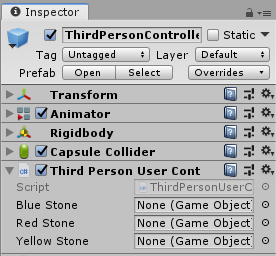 Inspector
ThirdPersonControlle Static
Tag Untagged Layer Default
Prefab Open Select Overrides
Transform
Animator
Rigidbody
Capsule Collider
Third Person User Cont
Script ThirdPersonUserC
Blue Stone None (Game Object)
Red Stone None (Game Object)
Yellow Stone None (Game Object)